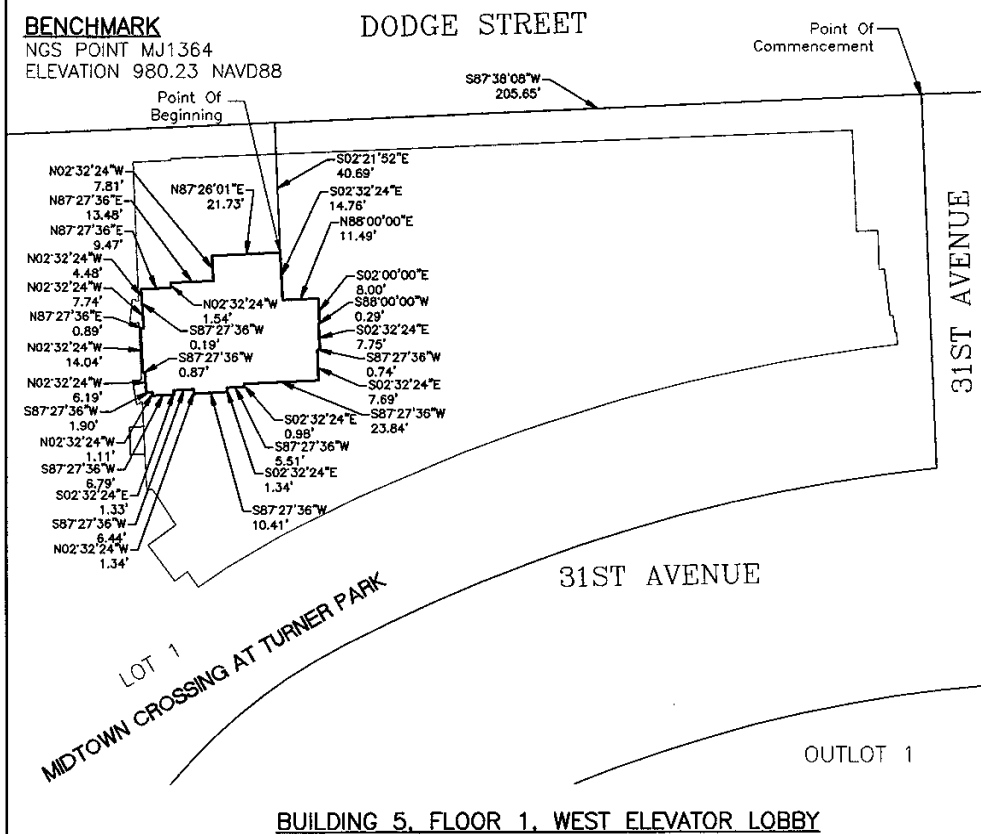 BENCHMARK
NGS POINT MJ1364
ELEVATION 980.23 NAVD88
DODGE STREET
Point Of
Commencement
S87°38'08"W
205.65'
Point Of
Beginning
S02°21'52"E
40.69'
N02°32'24"W
7.81'
N87°26'01"E
21.73'
S02°32'24"E
14.76'
N87°27'36"E
13.48'
N88°00'00"E
11.49'
N87°27'36"E
9.47'
N02°32'24"W
4.48'
S02°00'00"E
8.00'
N02°32'24"W
7.74'
N02°32'24"W
1.54'
S88°00'00"W
0.29'
N87°27'36"E
0.89'
S87°27'36"W
0.19'
S02°32'24"E
7.75'
N02°32'24"W
14.04'
S87°27'36"W
0.87'
S87°27'36"W
0.74'
N02°32'24"W
6.19'
S02°32'24"E
7.69'
S87°27'36"W
1.90'
S87°27'36"W
23.84'
N02°32'24"W
1.11'
S02°32'24"E
0.98'
S87°27'36"W
6.79'
S87°27'36"W
5.51'
S02°32'24"E
1.33'
S02°32'24"E
1.34'
S87°27'36"W
6.44'
S87°27'36"W
10.41'
N02°32'24"W
1.34'
31ST AVENUE
31ST AVENUE
LOT 1
MIDTOWN CROSSING AT TURNER PARK
OUTLOT 1
BUILDING 5, FLOOR 1, WEST ELEVATOR LOBBY